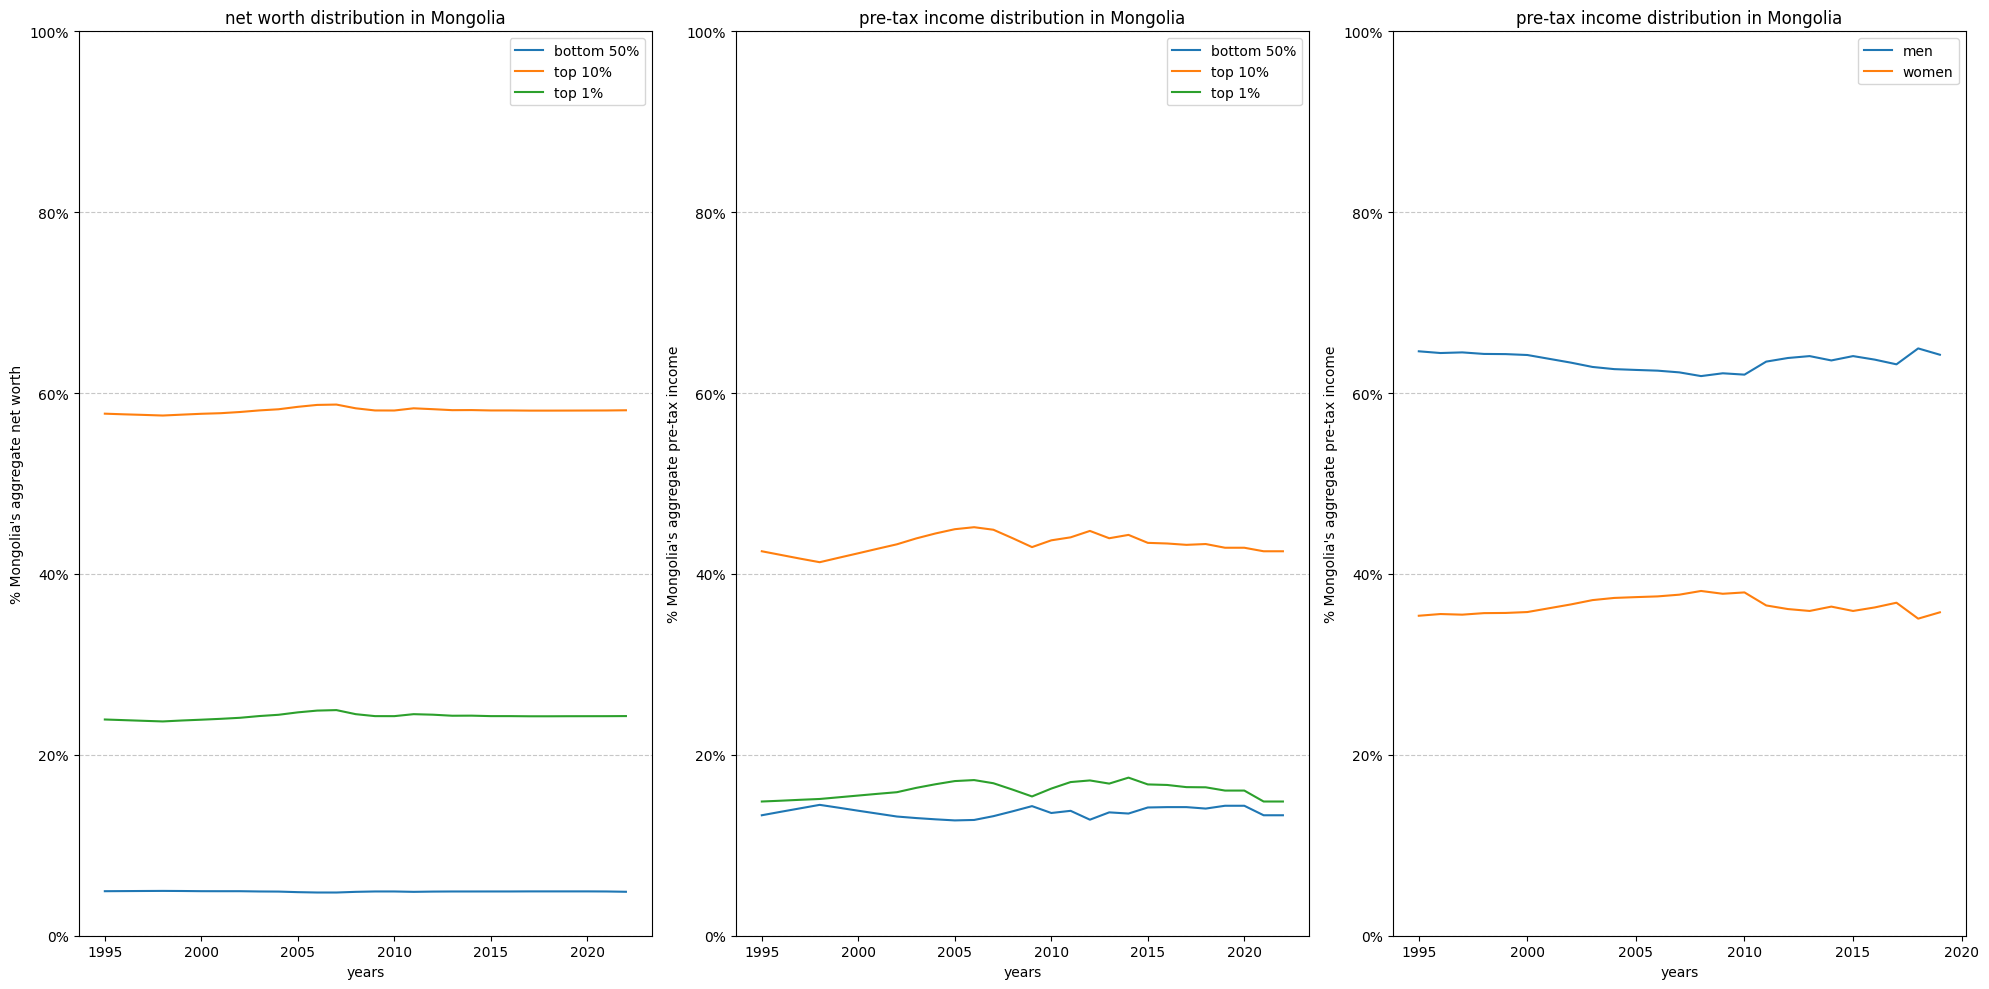 net worth distribution in Mongolia
% Mongolia's aggregate net worth
100%
80%
60%
40%
20%
0%
bottom 50%
top 10%
top 1%
1995
2000
2005
2010
2015
2020
years
pre-tax income distribution in Mongolia
% Mongolia's aggregate pre-tax income
100%
80%
60%
40%
20%
0%
bottom 50%
top 10%
top 1%
1995
2000
2005
2010
2015
2020
years
pre-tax income distribution in Mongolia
% Mongolia's aggregate pre-tax income
100%
80%
60%
40%
20%
0%
men
women
1995
2000
2005
2010
2015
2020
years